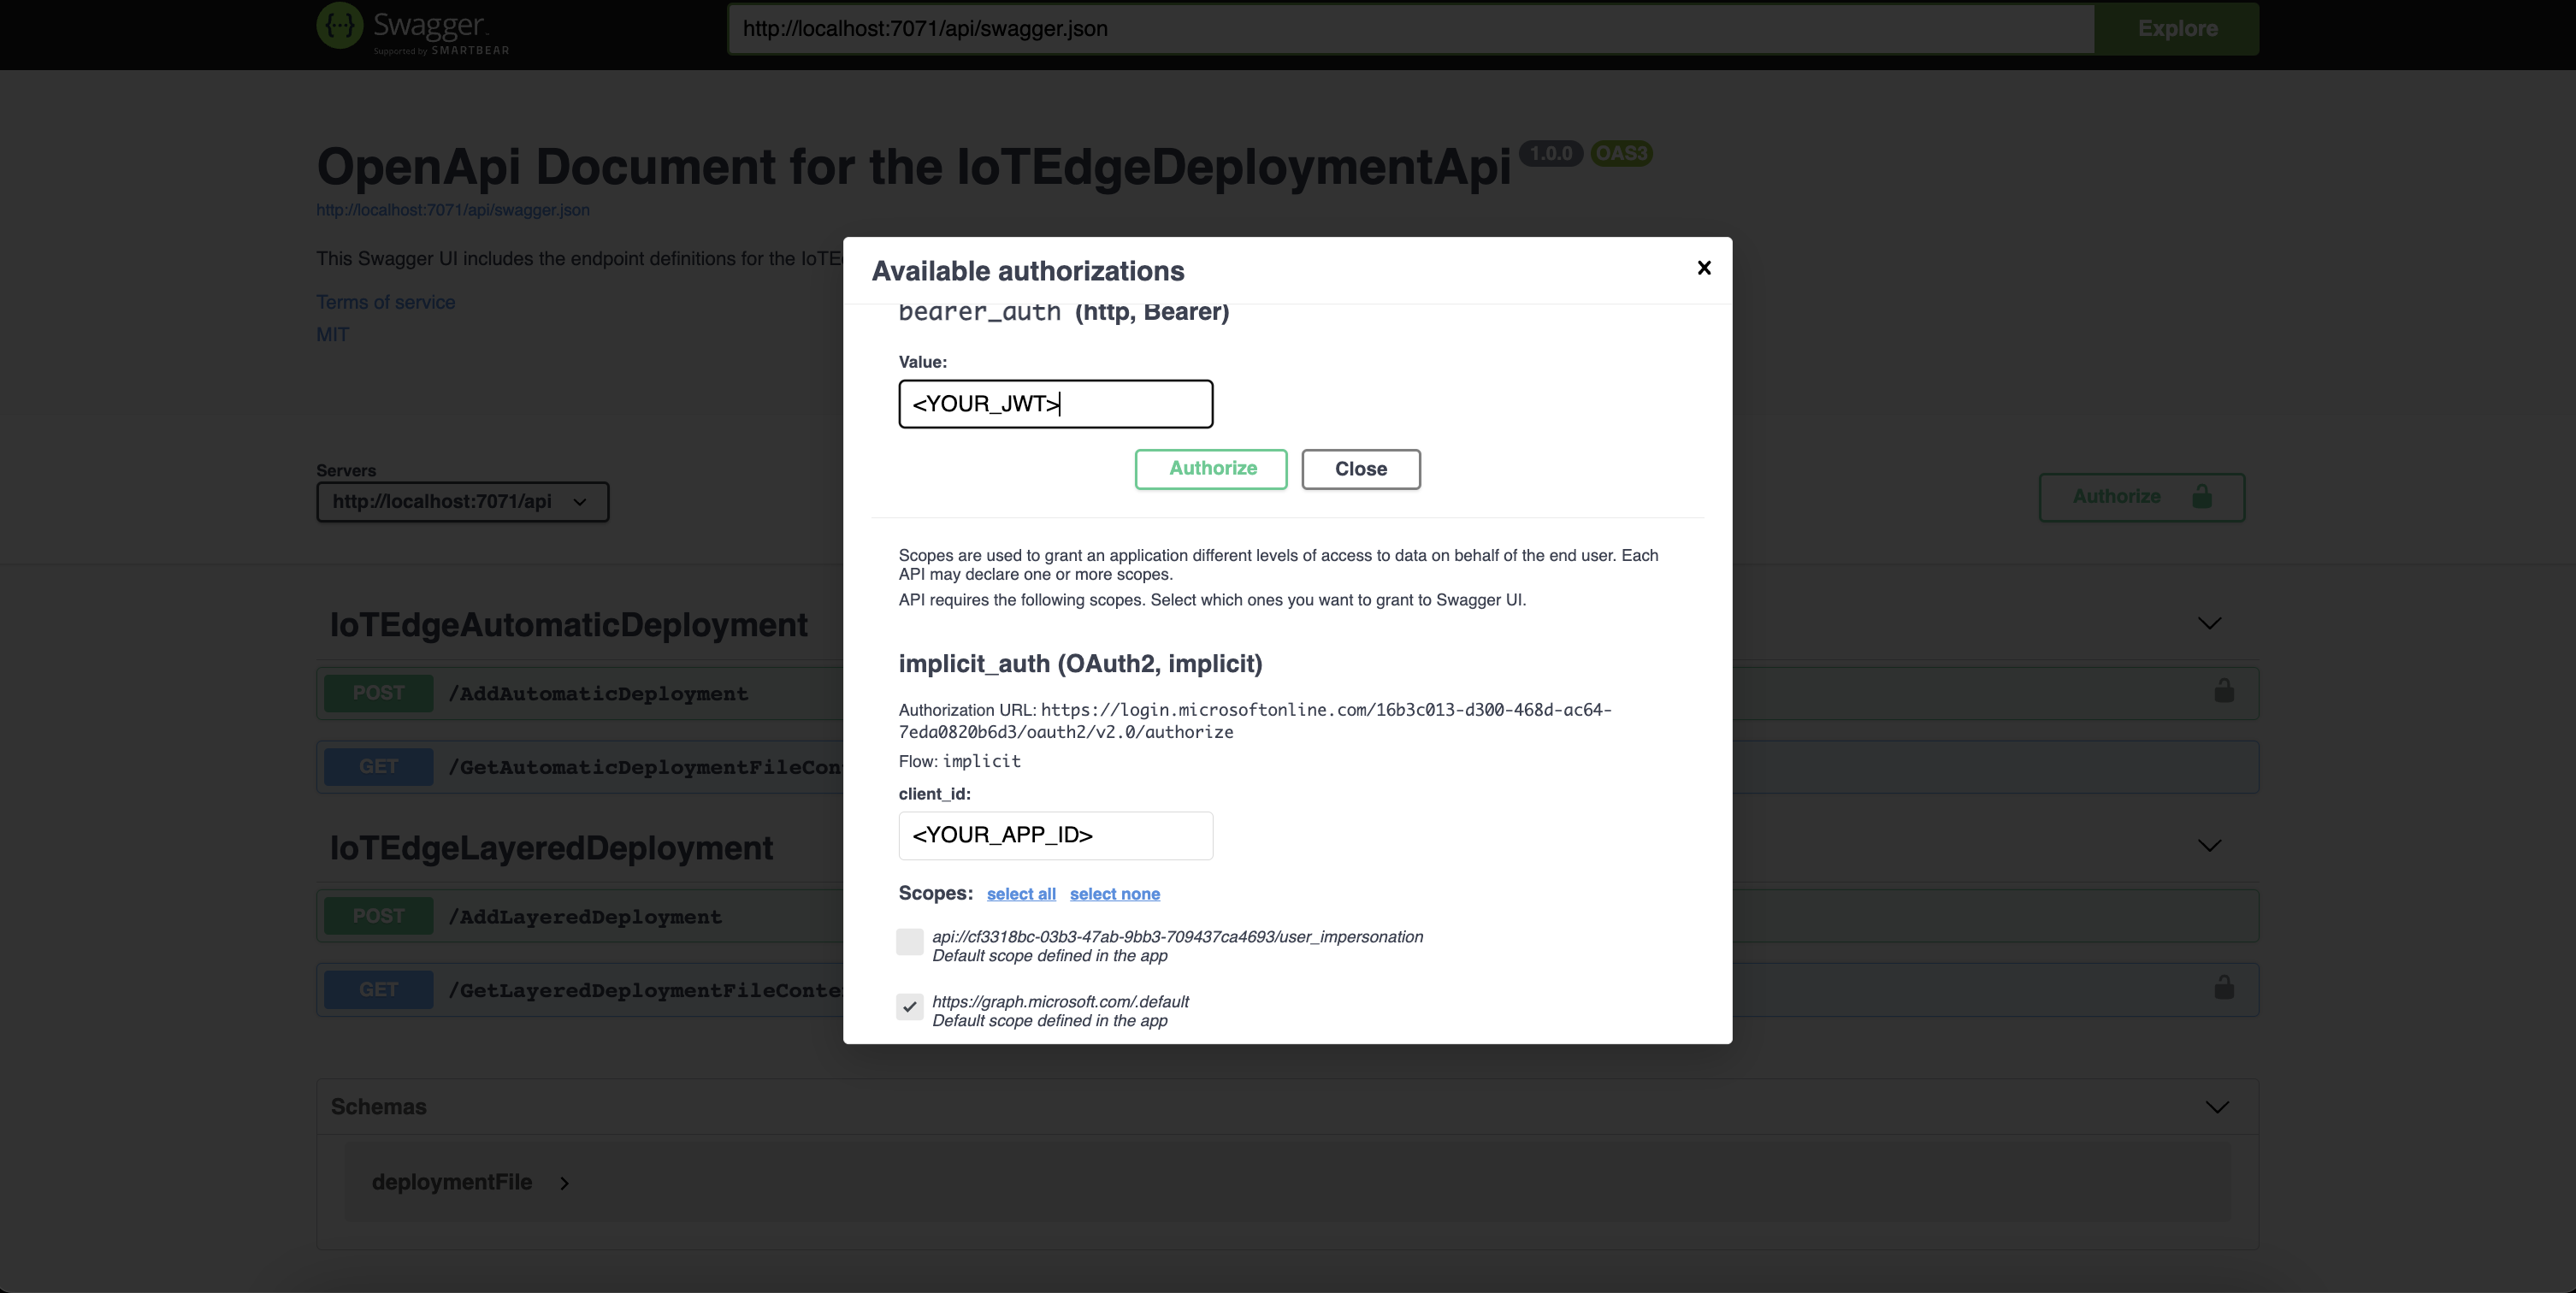 Swagger
Supported by SMARTBEAR
http://localhost:7071/api/swagger.json
Explore
OpenApi Document for the IoTEdgeDeploymentApi 1.0.0 OAS3
http://localhost:7071/api/swagger.json
This Swagger UI includes the endpoint definitions for the IoTE
Terms of service
MIT
Servers
http://localhost:7071/api
Authorize
IoTEdgeAutomaticDeployment
POST /AddAutomaticDeployment
GET /GetAutomaticDeploymentFileCon
IoTEdgeLayeredDeployment
POST /AddLayeredDeployment
GET /GetLayeredDeploymentFileConte
Schemas
deploymentFile
Available authorizations
bearer_auth (http, Bearer)
Value:
<YOUR_JWT>
Authorize
Close
Scopes are used to grant an application different levels of access to data on behalf of the end user. Each
API may declare one or more scopes.
API requires the following scopes. Select which ones you want to grant to Swagger UI.
implicit_auth (OAuth2, implicit)
Authorization URL: https://login.microsoftonline.com/16b3c013-d300-468d-ac64-
7eda0820b6d3/oauth2/v2.0/authorize
Flow: implicit
client_id:
<YOUR_APP_ID>
Scopes: select all select none
api://cf3318bc-03b3-47ab-9bb3-709437ca4693/user_impersonation
Default scope defined in the app
https://graph.microsoft.com/.default
Default scope defined in the app